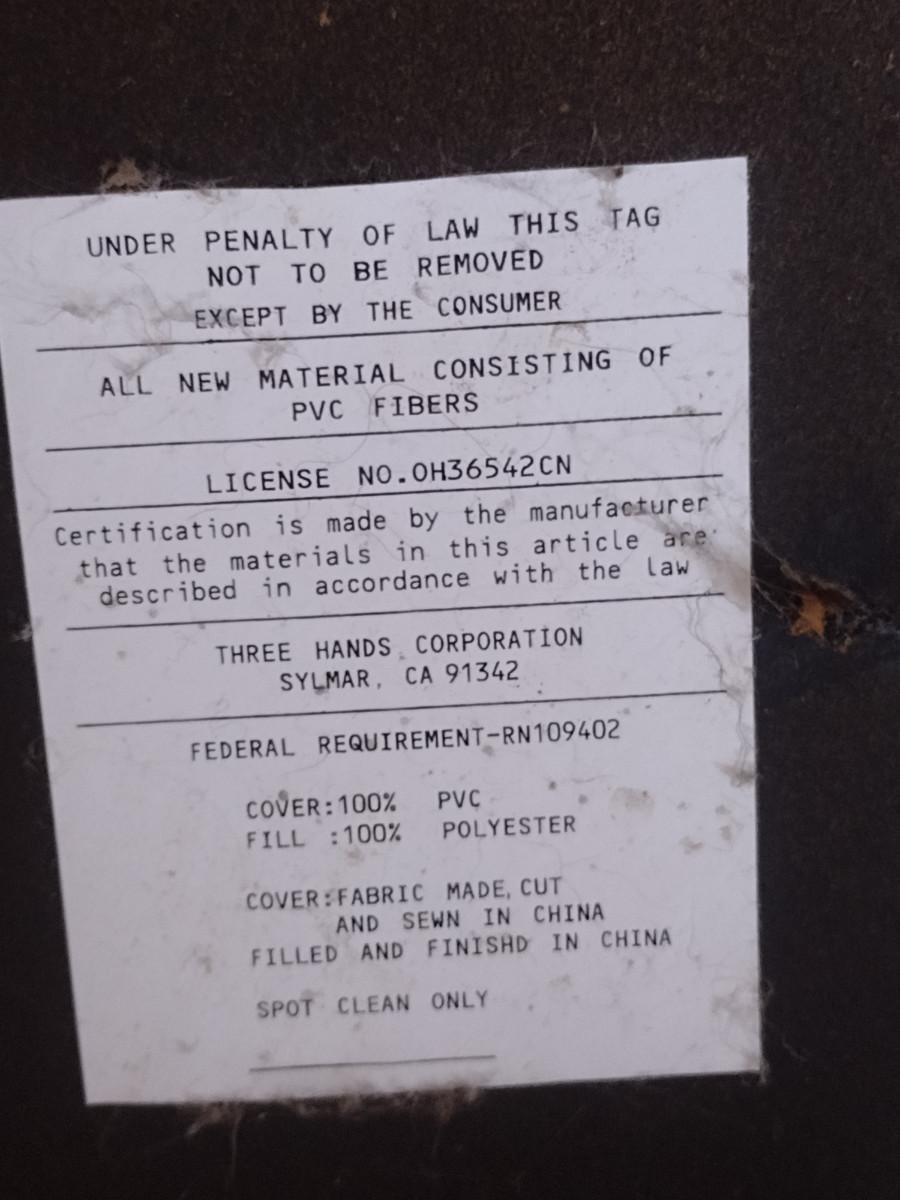 UNDER PENALTY OF LAW THIS TAG
NOT TO BE REMOVED
EXCEPT BY THE CONSUMER
ALL NEW MATERIAL CONSISTING OF
PVC FIBERS
LICENSE NO.OH36542CN
Certification is made by the manufacturer
that the materials in this article are
described in accordance with the law
THREE HANDS CORPORATION
SYLMAR, CA 91342
FEDERAL REQUIREMENT-RN109402
COVER:100% PVC
FILL :100% POLYESTER
COVER:FABRIC MADE, CUT
AND SEWN IN CHINA
FILLED AND FINISHD IN CHINA
SPOT CLEAN ONLY